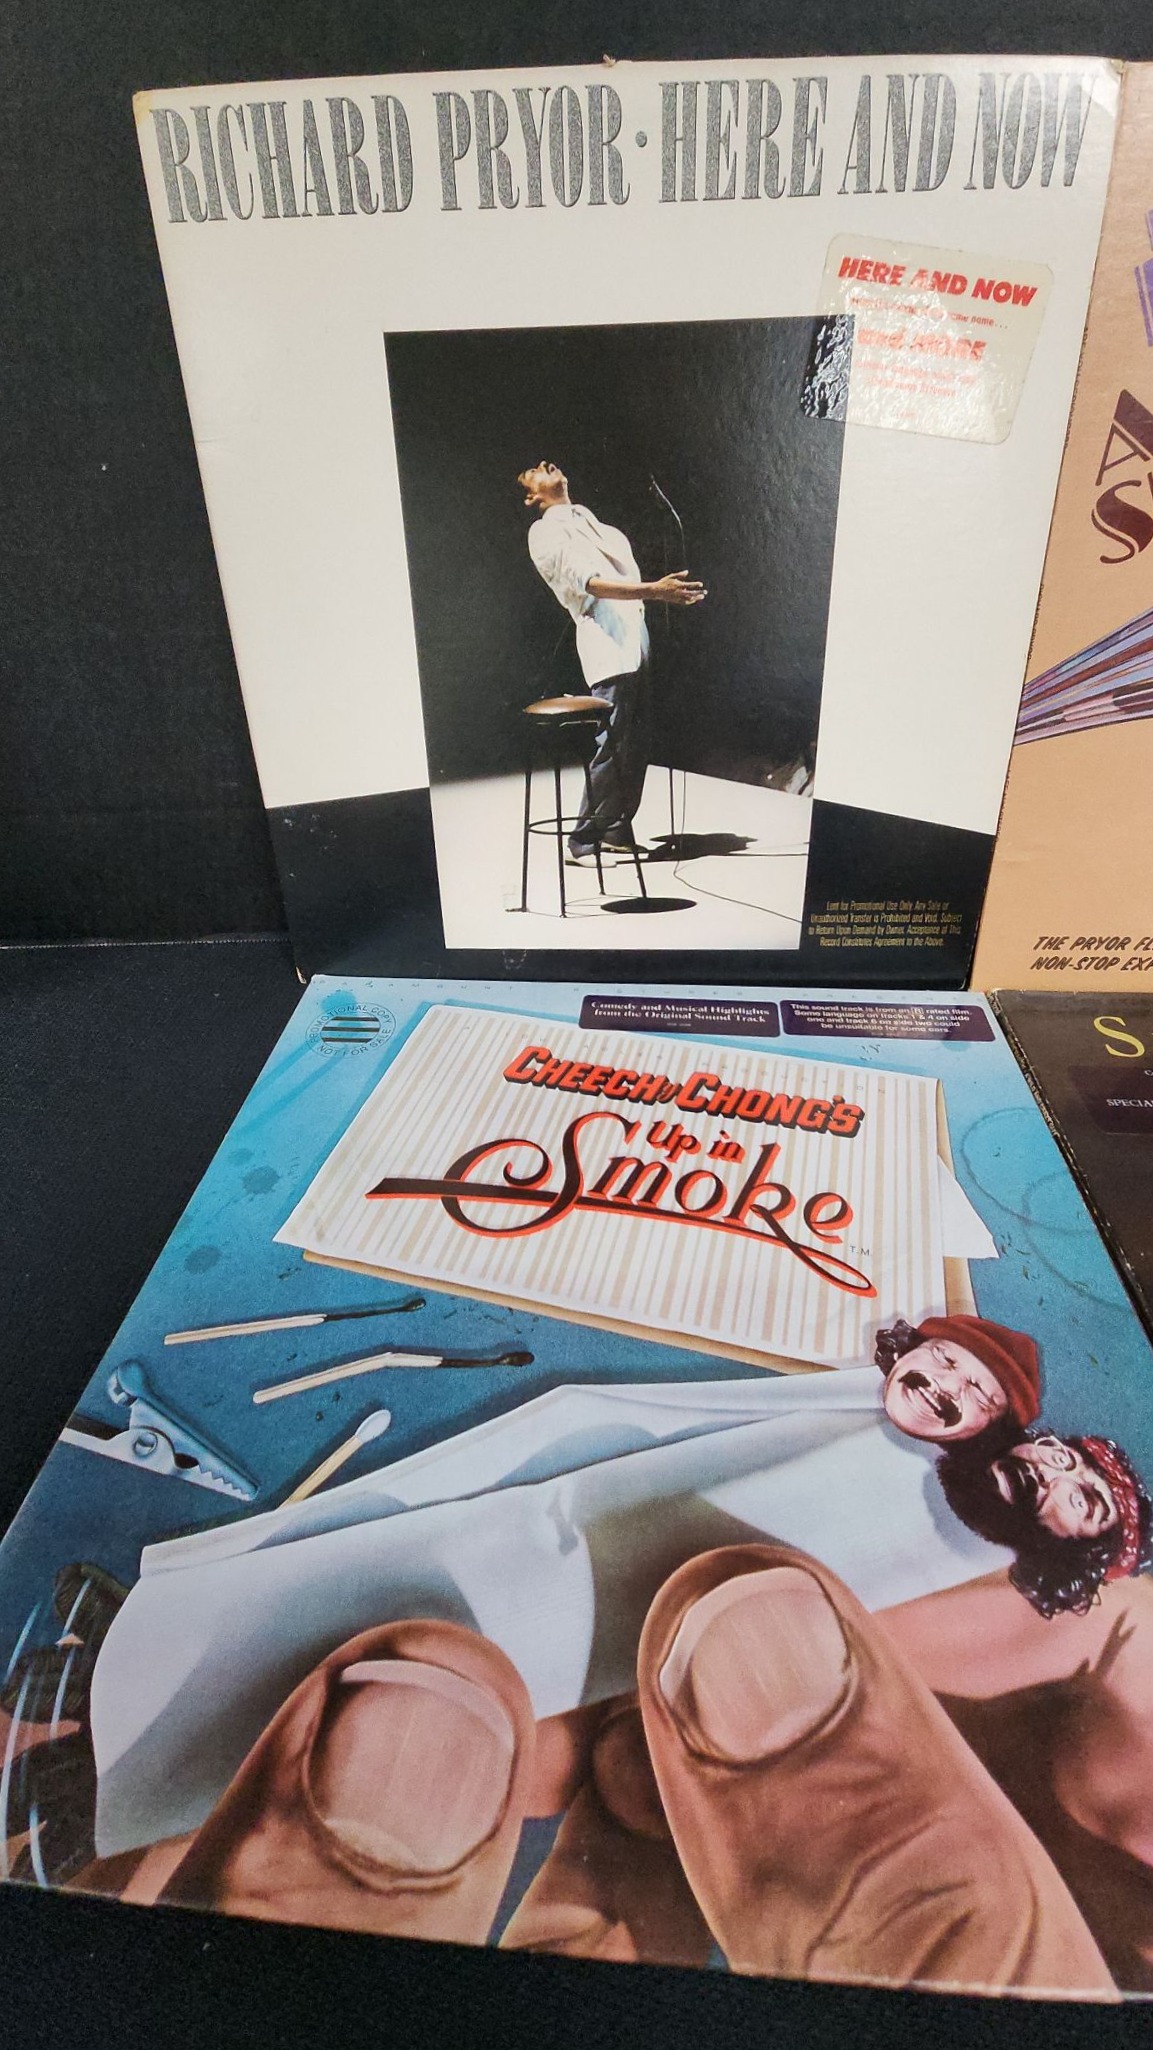 RICHARD PRYOR · HERE AND NOW
HERE AND NOW
and MORE
Lent for Promotional Use Only Any Sale or
Unauthorized Transfer is Prohibited and Void. Subject
to Return Upon Demand by Owner. Acceptance of This
Record Constitutes Agreement to the Above.
THE PRYOR
NON-STOP
PROMOTIONAL COPY
NOT FOR SALE
Comedy and Musical Highlights
from the Original Sound Track
This sound track is from an R rated film.
Some language on tracks 1 & 4 on side
one and track 6 on side two could
be unsuitable for some ears
CHEECH y CHONG'S
Up in
Smoke
T.M.
S